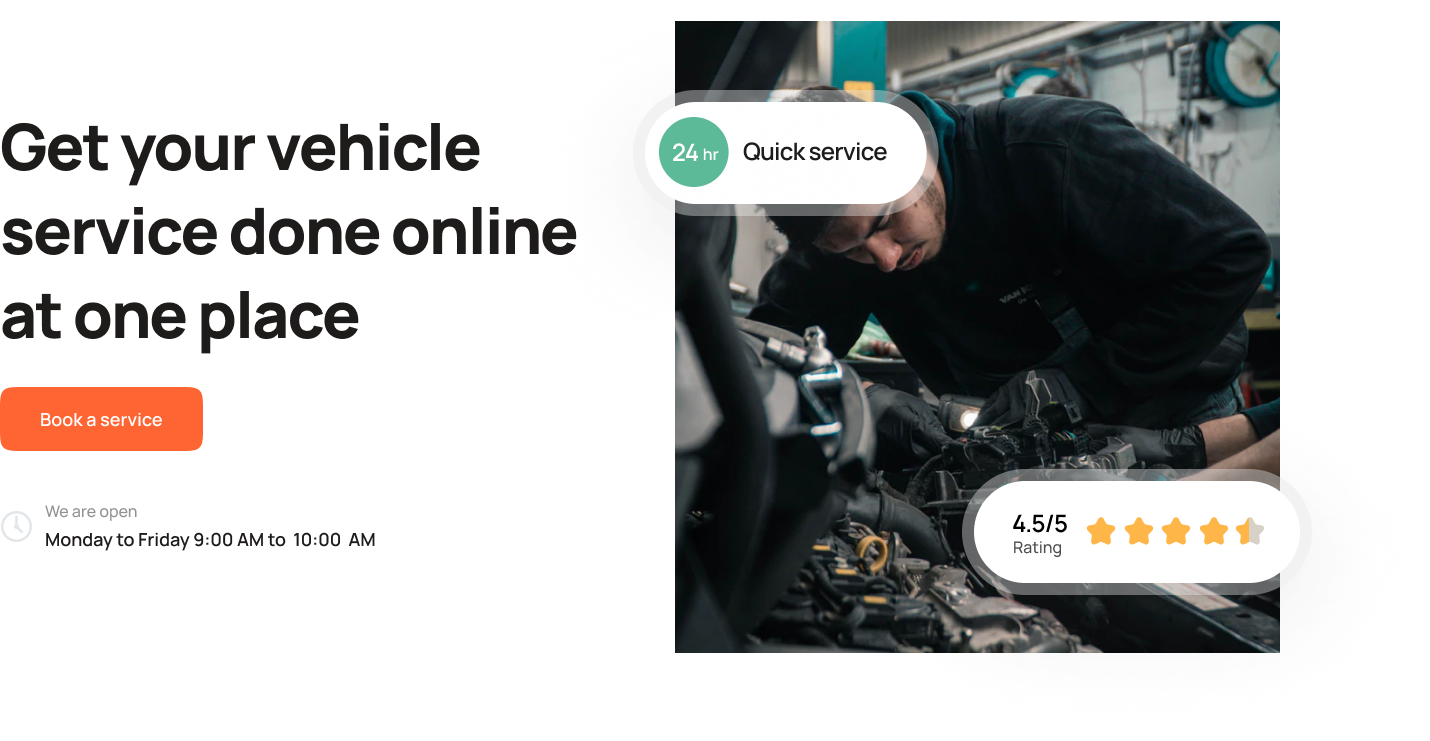 Get your vehicle
service done online
at one place
Book a service
We are open
Monday to Friday 9:00 AM to 10:00 AM
24 hr
Quick service
4.5/5
Rating